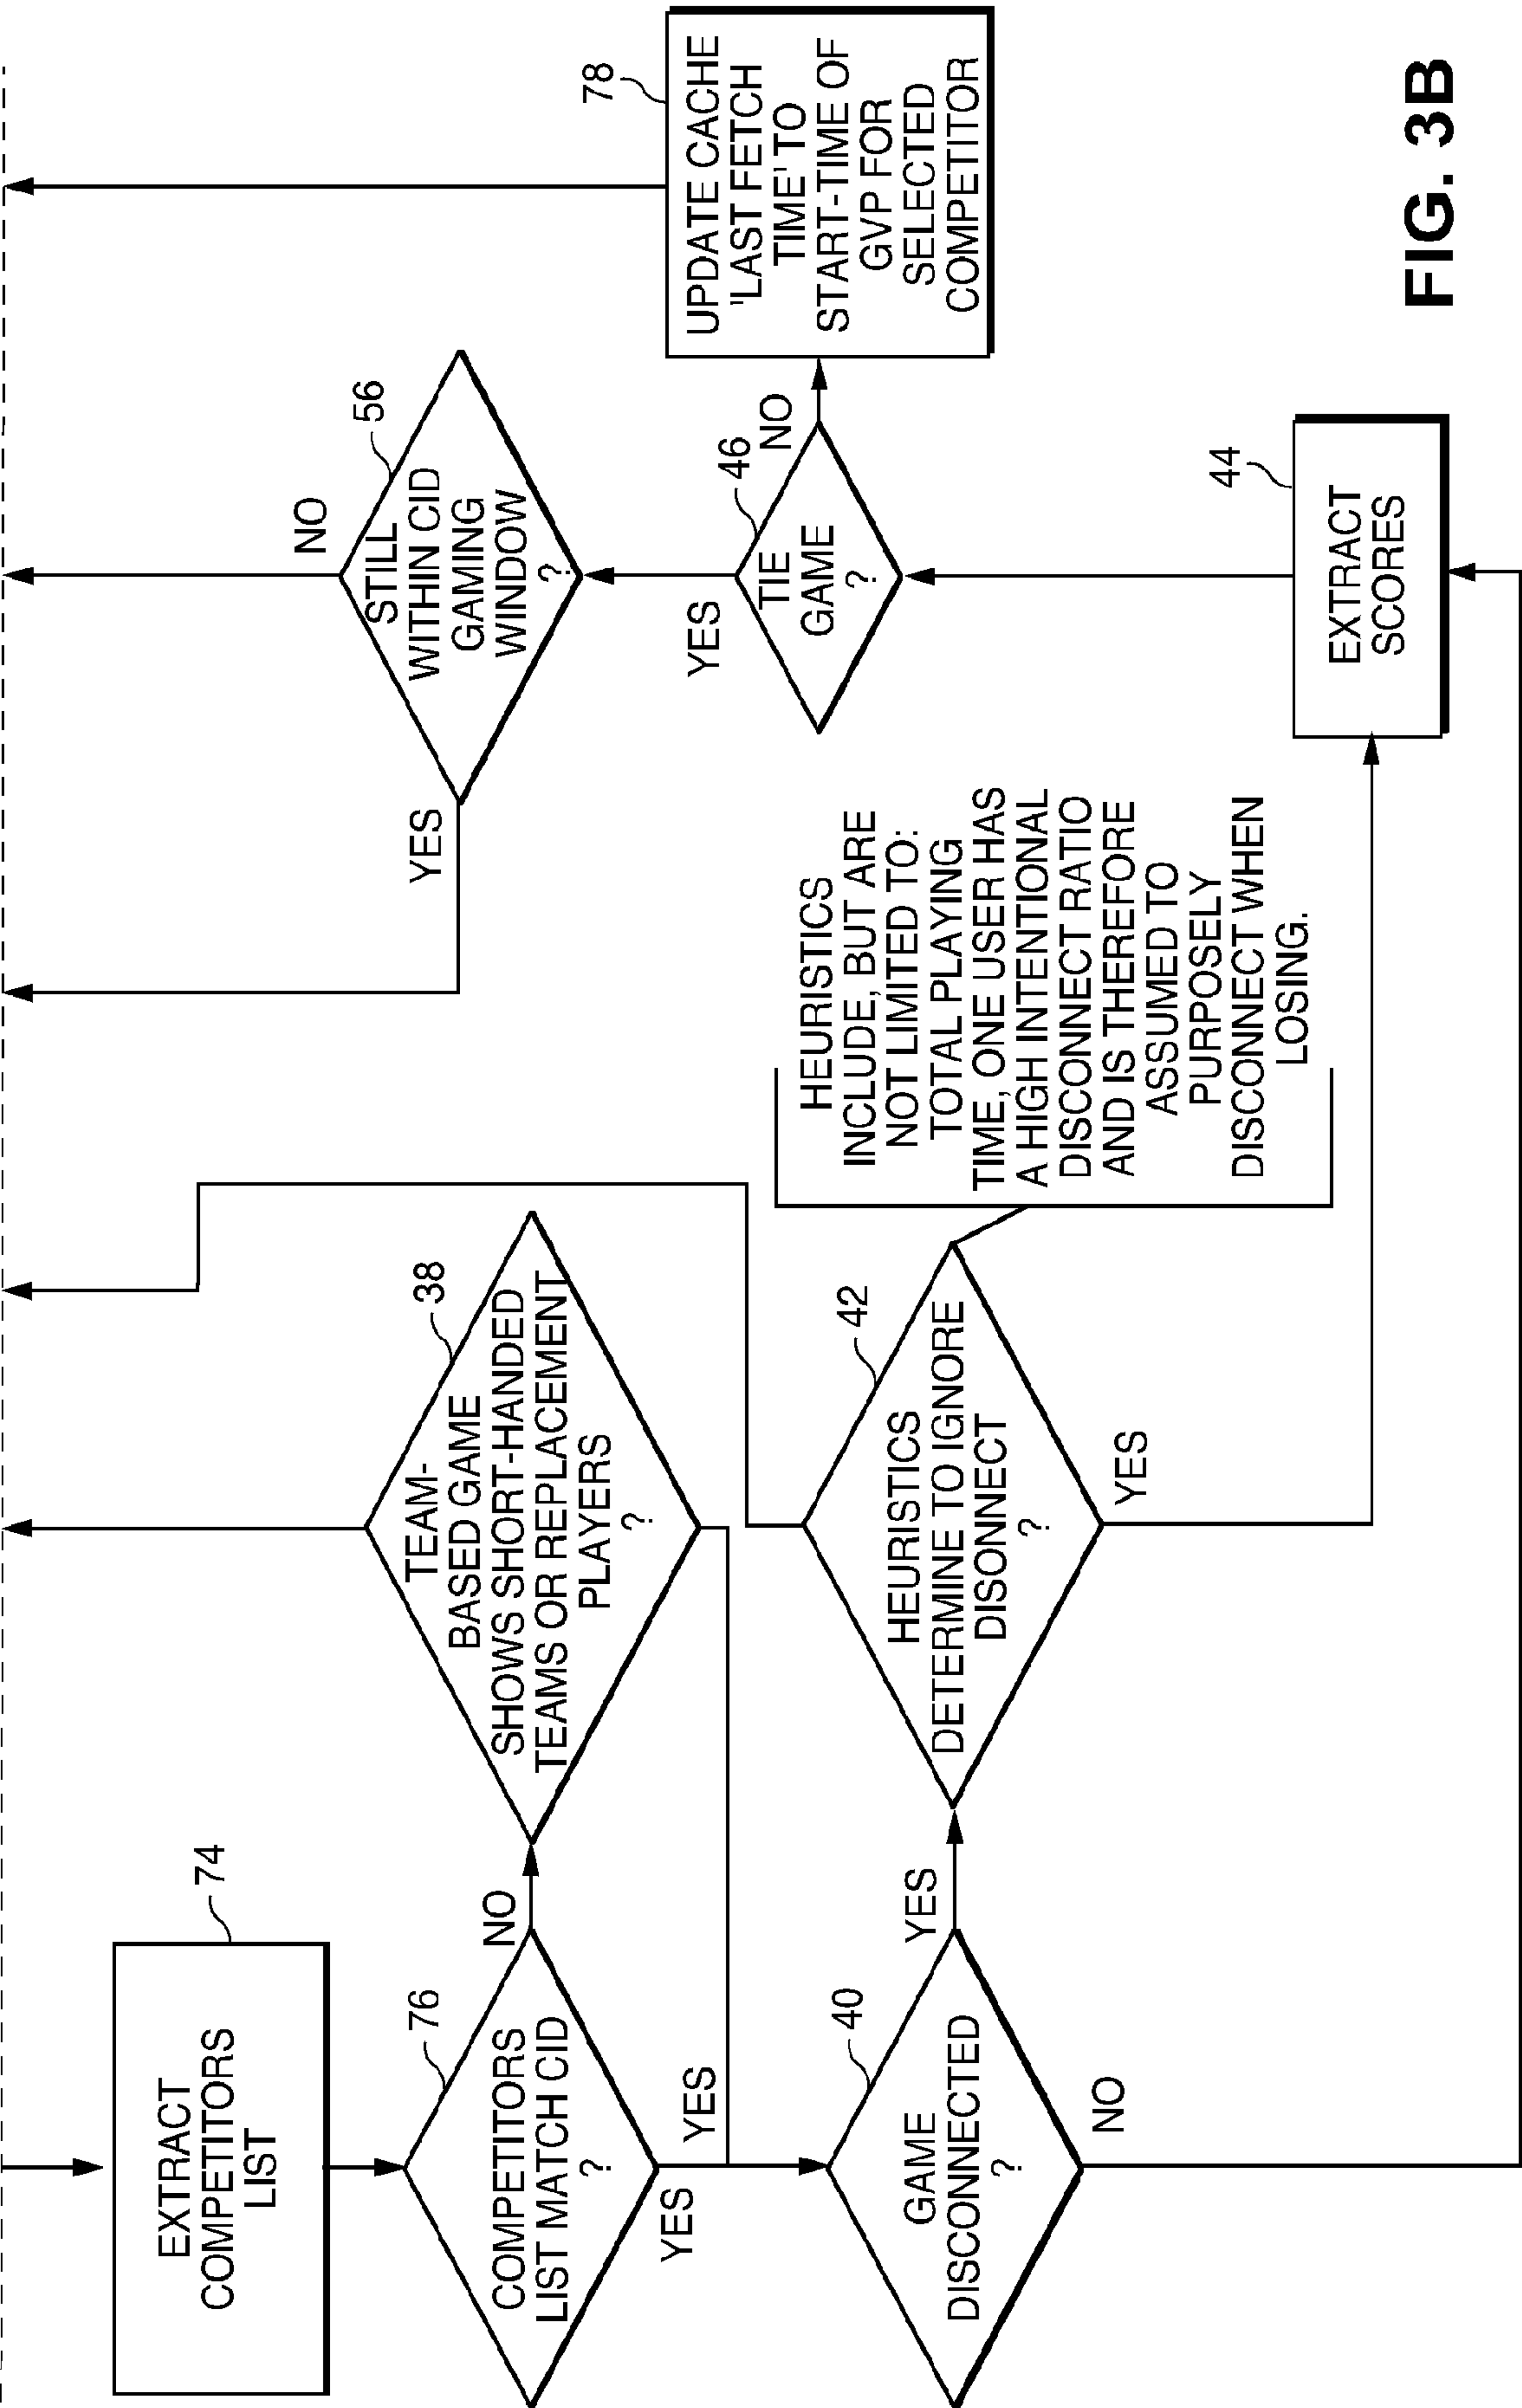 74
EXTRACT
COMPETITORS
LIST
76
COMPETITORS
LIST MATCH CID
?
NO
YES
YES
38
TEAM-
BASED GAME
SHOWS SHORT-HANDED
TEAMS OR REPLACEMENT
PLAYERS
?
40
GAME
DISCONNECTED
?
YES
NO
42
HEURISTICS
DETERMINE TO IGNORE
DISONNECT
?
YES
HEURISTICS
INCLUDE, BUT ARE
NOT LIMITED TO:
TOTAL PLAYING
TIME, ONE USER HAS
A HIGH INTENTIONAL
DISCONNECT RATIO
AND IS THEREFORE
ASSUMED TO
PURPOSELY
DISCONNECT WHEN
LOSING.
56
STILL
WITHIN CID
GAMING
WINDOW
?
NO
YES
46
TIE
GAME
?
YES
NO
44
EXTRACT
SCORES
78
UPDATE CACHE
'LAST FETCH
TIME' TO
START-TIME OF
GVP FOR
SELECTED
COMPETITOR
FIG. 3B